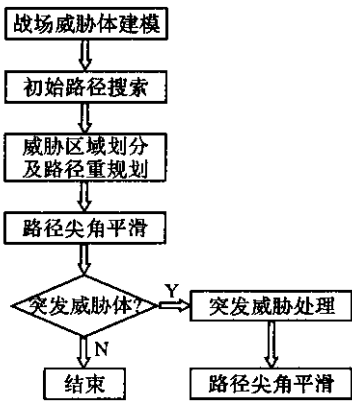 战场威胁体建模
初始路径搜索
威胁区域划分
及路径重规划
路径尖角平滑
突发威胁体?
Y
突发威胁处理
N
结束
路径尖角平滑